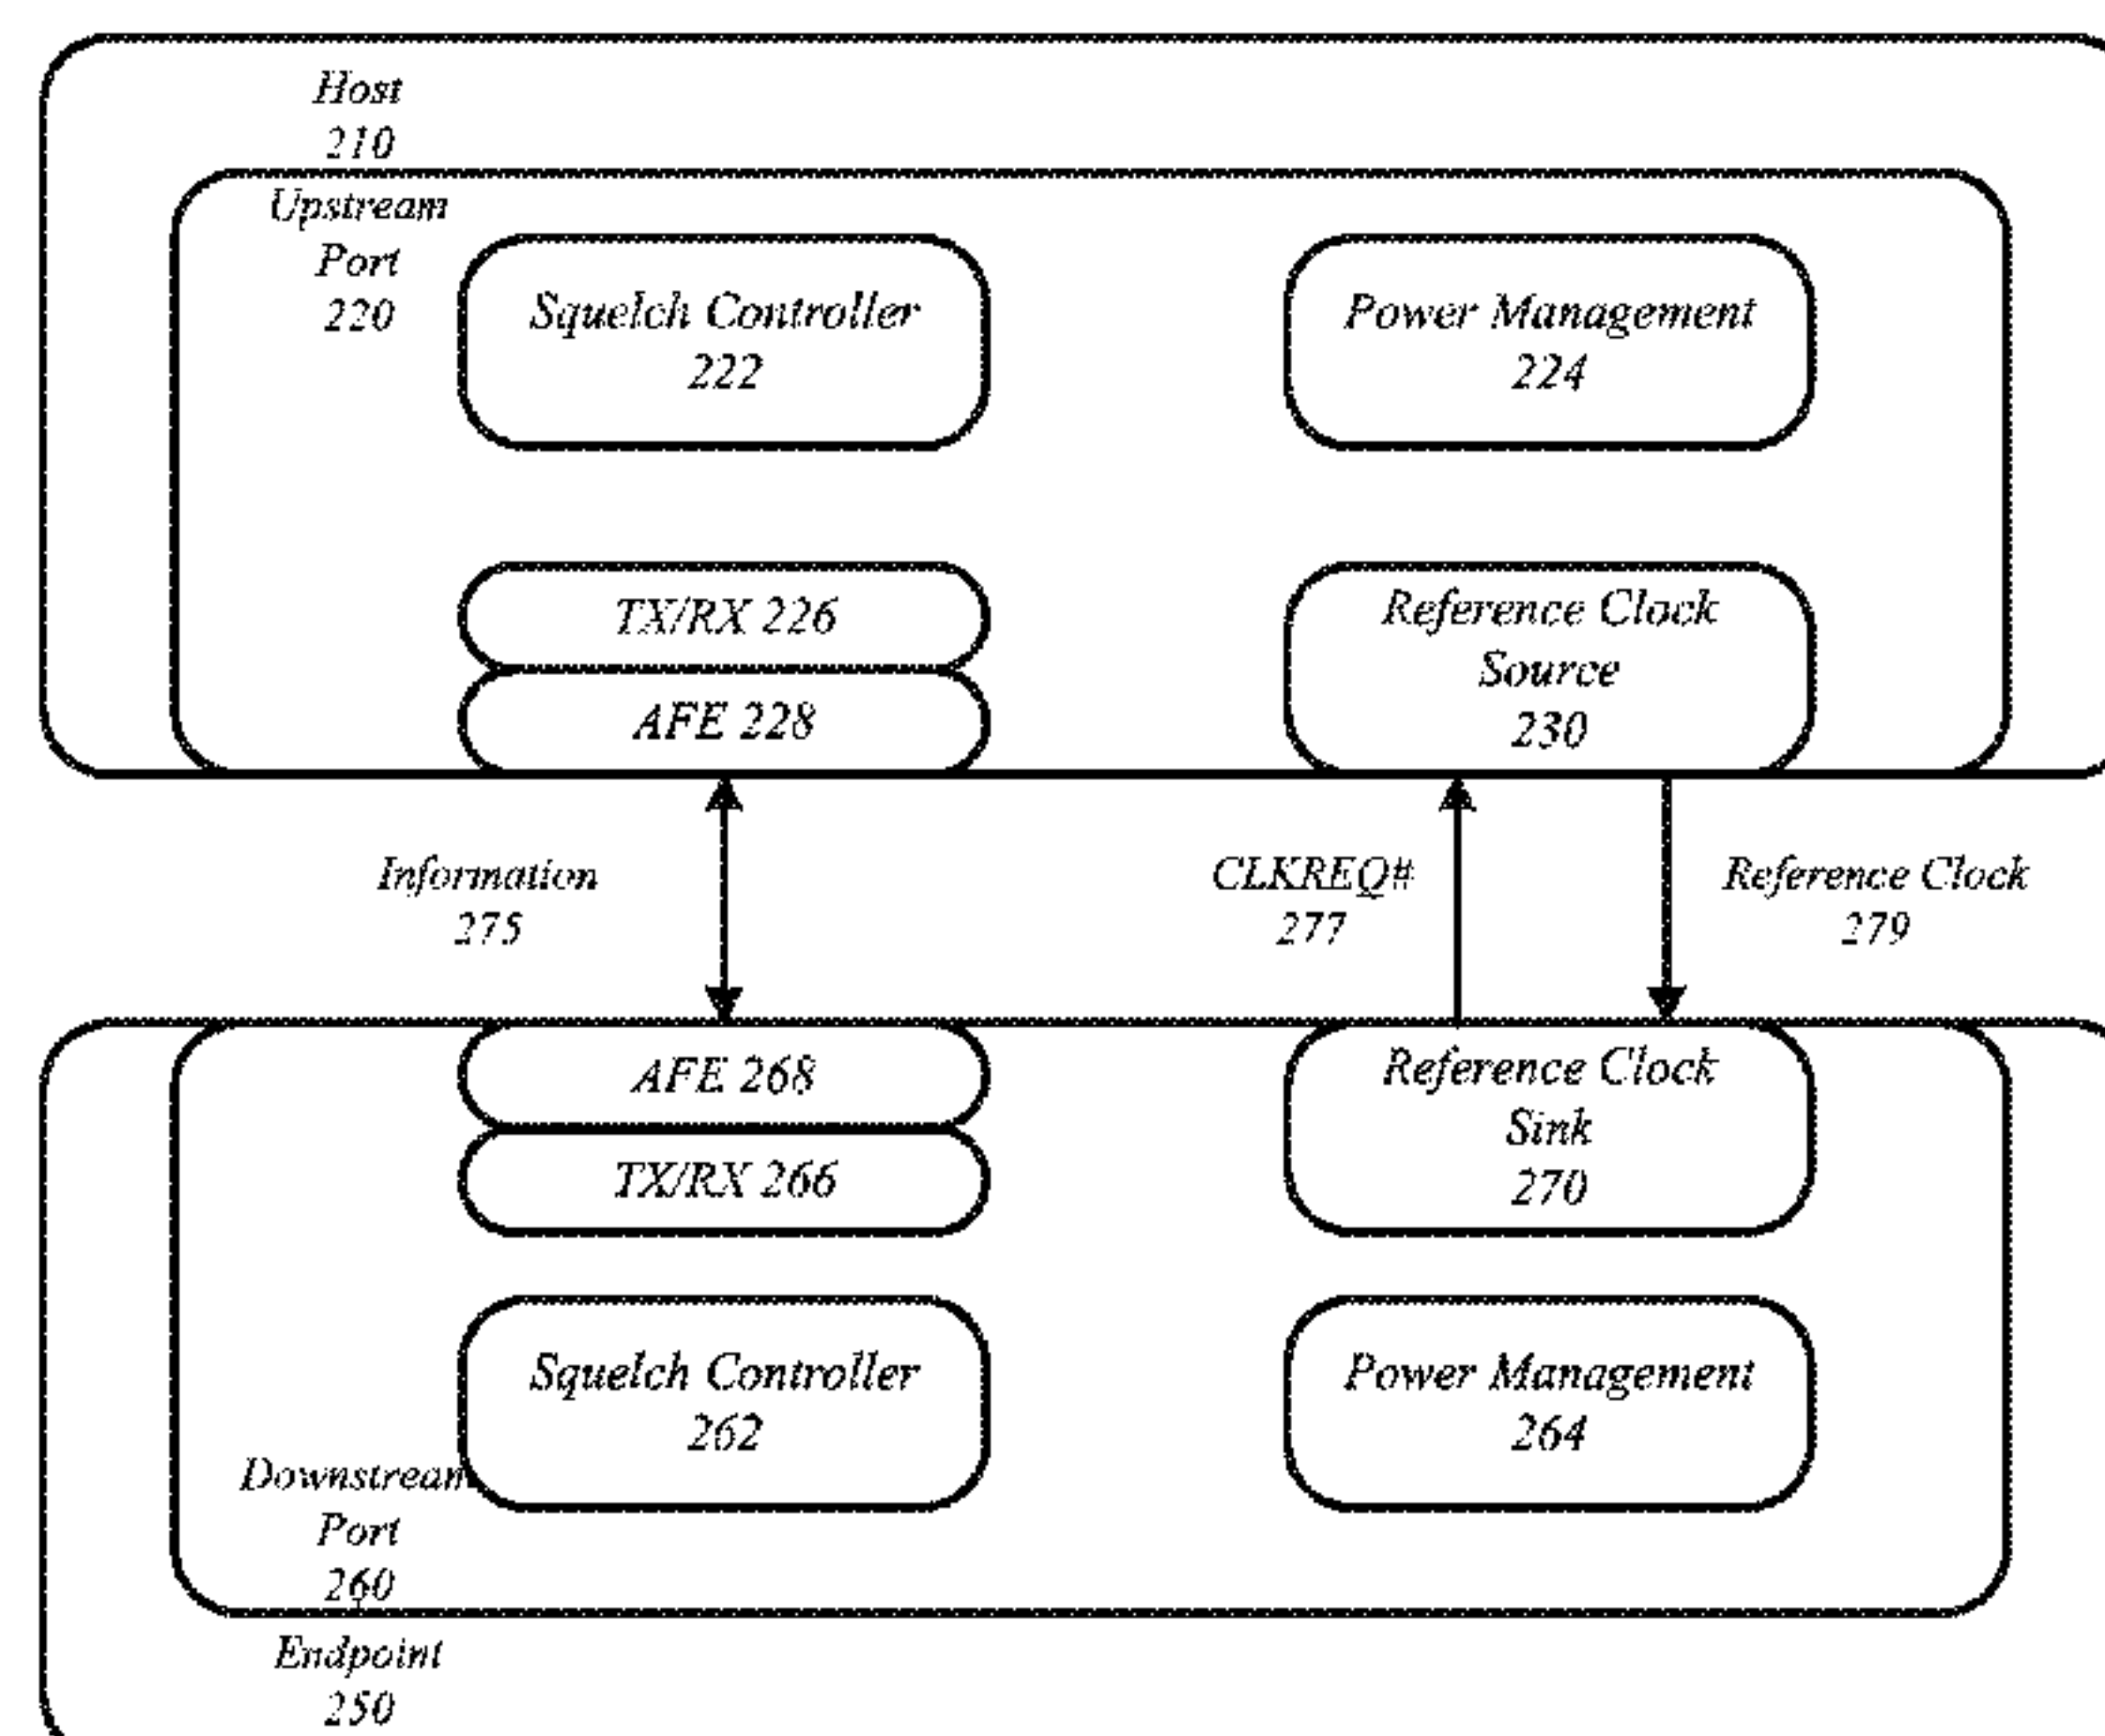 Host
210
Upstream
Port
220
Squelch Controller
222
Power Management
224
TX/RX 226
AFE 228
Reference Clock
Source
230
Information
275
CLKREQ#
277
Reference Clock
279
AFE 268
TX/RX 266
Reference Clock
Sink
270
Squelch Controller
262
Power Management
264
Downstream
Port
260
Endpoint
250